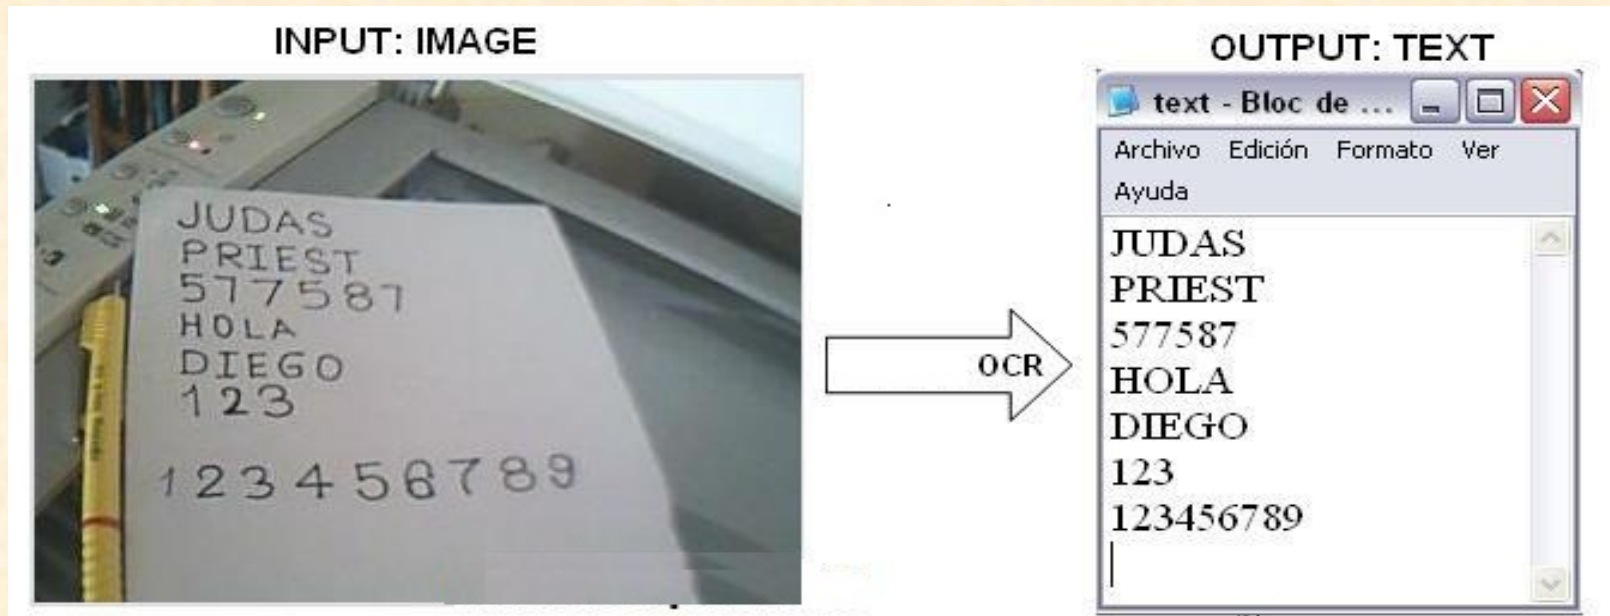 INPUT: IMAGE
JUDAS
PRIEST
577587
HOLA
DIEGO
123
123456789
OCR
OUTPUT: TEXT
text - Bloc de ...
Archivo Edición Formato Ver
Ayuda
JUDAS
PRIEST
577587
HOLA
DIEGO
123
123456789